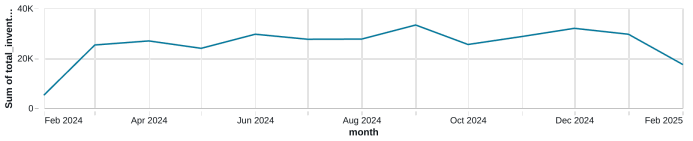 40K
20K
0
Sum of total_invent...
Feb 2024 Apr 2024 Jun 2024 Aug 2024 Oct 2024 Dec 2024 Feb 2025
month